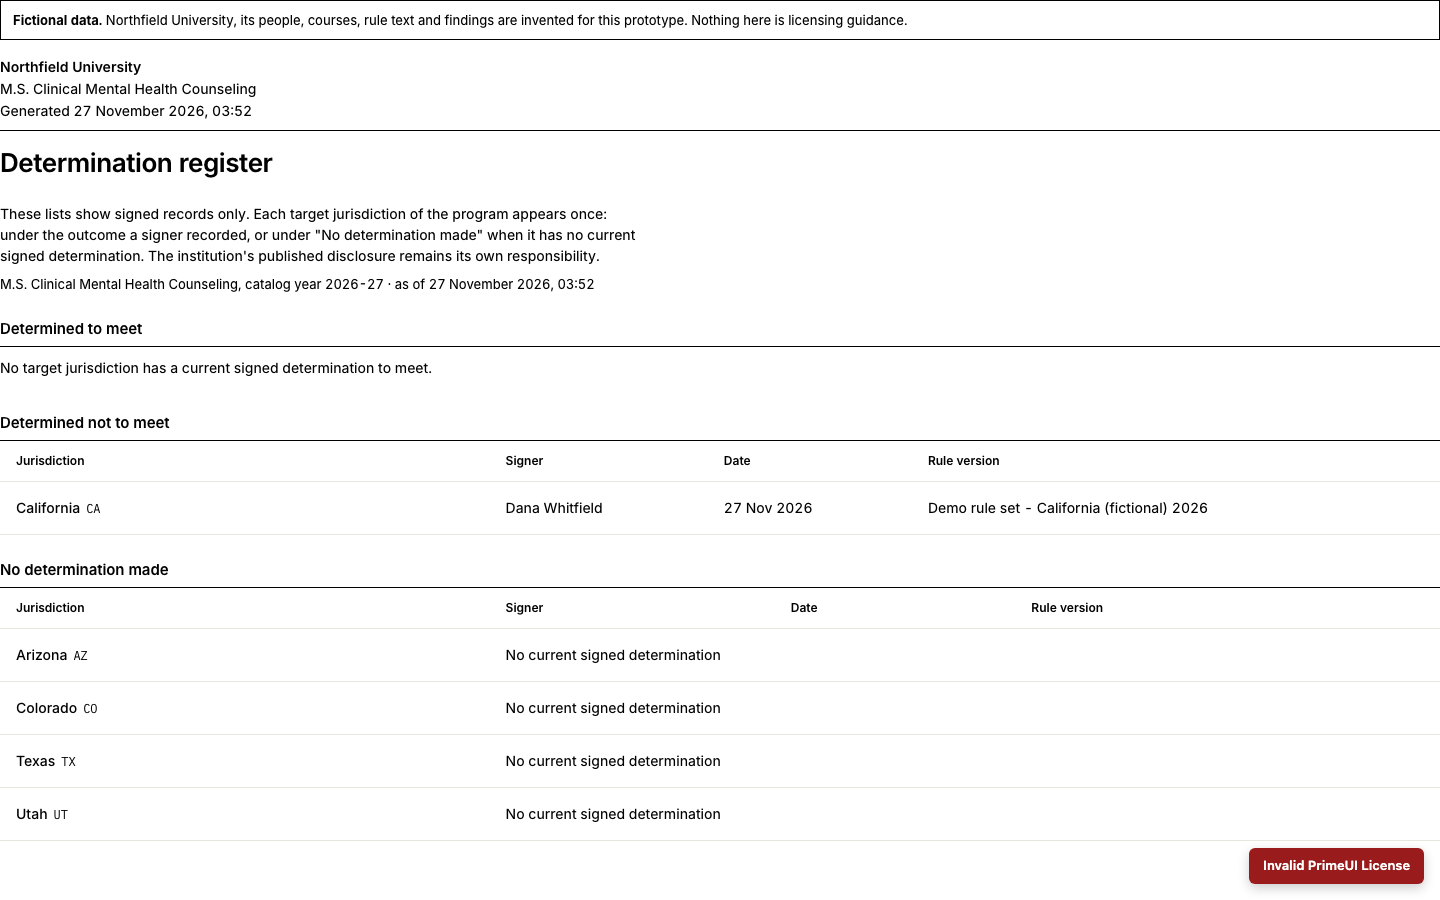 Fictional data. Northfield University, its people, courses, rule text and findings are invented for this prototype. Nothing here is licensing guidance.
Northfield University
M.S. Clinical Mental Health Counseling
Generated 27 November 2026, 03:52
Determination register
These lists show signed records only. Each target jurisdiction of the program appears once:
under the outcome a signer recorded, or under "No determination made" when it has no current
signed determination. The institution's published disclosure remains its own responsibility.
M.S. Clinical Mental Health Counseling, catalog year 2026-27 · as of 27 November 2026, 03:52
Determined to meet
No target jurisdiction has a current signed determination to meet.
Determined not to meet
Jurisdiction Signer Date Rule version
California CA Dana Whitfield 27 Nov 2026 Demo rule set - California (fictional) 2026
No determination made
Jurisdiction Signer Date Rule version
Arizona AZ No current signed determination
Colorado CO No current signed determination
Texas TX No current signed determination
Utah UT No current signed determination
Invalid PrimeUI License